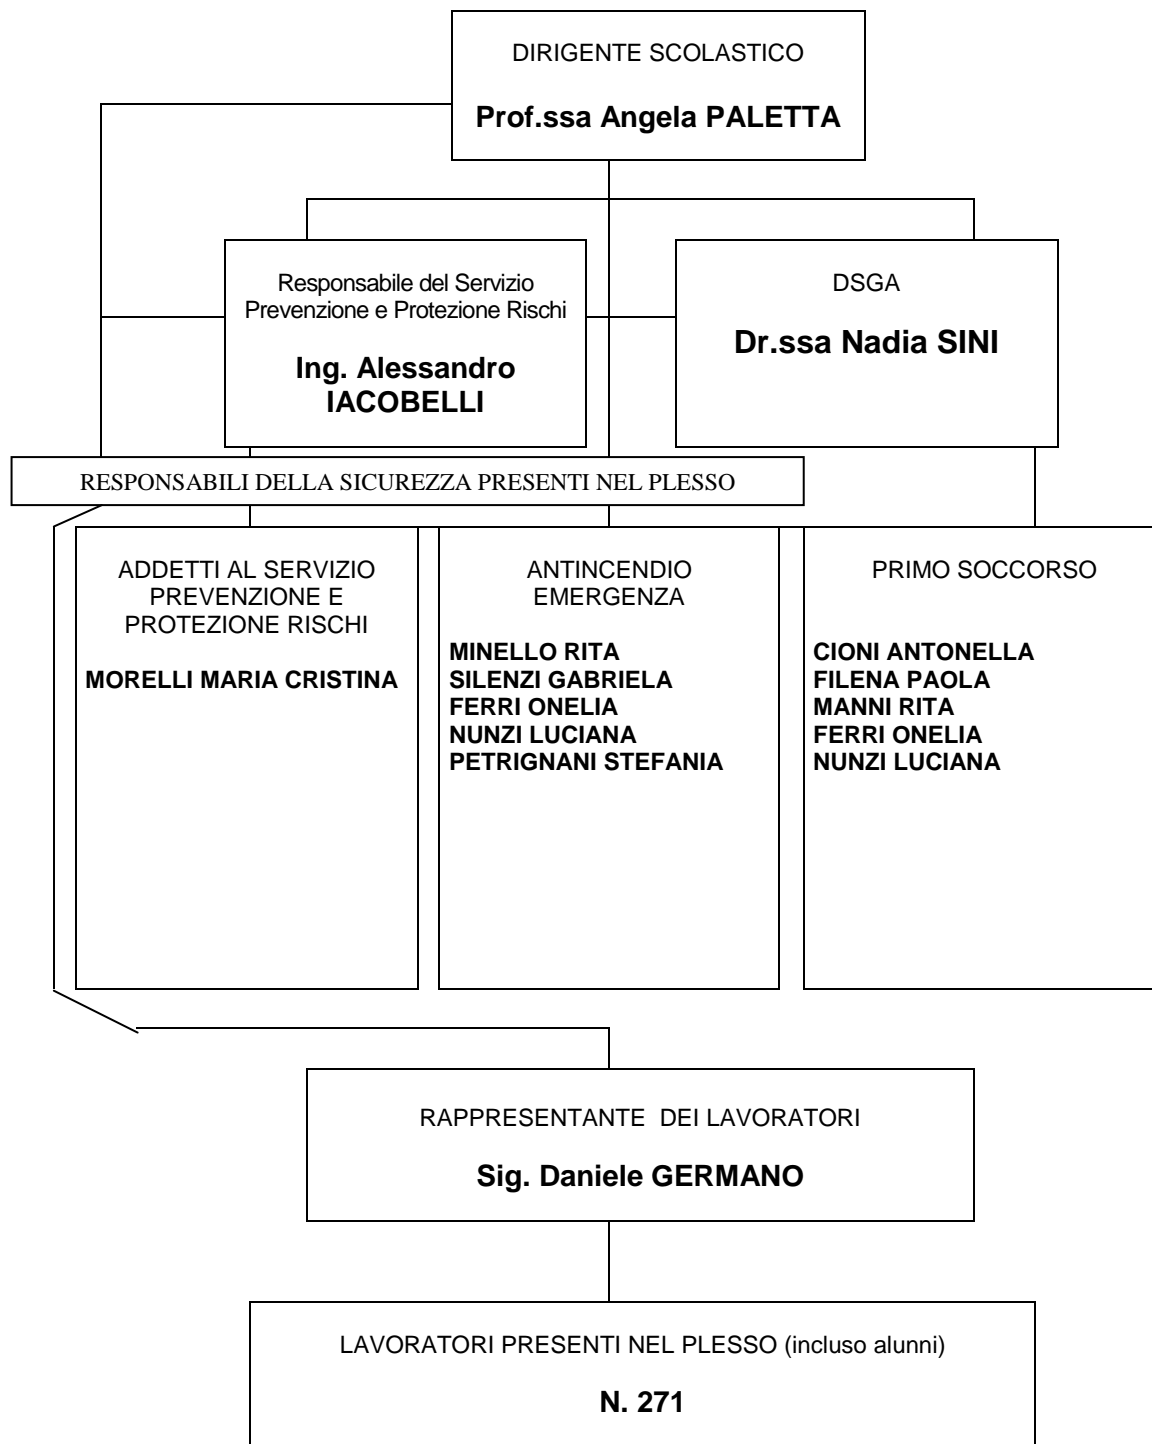 DIRIGENTE SCOLASTICO
Prof.ssa Angela PALETTA
Responsabile del Servizio
Prevenzione e Protezione Rischi
Ing. Alessandro
IACOBELLI
DSGA
Dr.ssa Nadia SINI
RESPONSABILI DELLA SICUREZZA PRESENTI NEL PLESSO
ADDETTI AL SERVIZIO
PREVENZIONE E
PROTEZIONE RISCHI
MORELLI MARIA CRISTINA
ANTINCENDIO
EMERGENZA
MINELLO RITA
SILENZI GABRIELA
FERRI ONELIA
NUNZI LUCIANA
PETRIGNANI STEFANIA
PRIMO SOCCORSO
CIONI ANTONELLA
FILENA PAOLA
MANNI RITA
FERRI ONELIA
NUNZI LUCIANA
RAPPRESENTANTE DEI LAVORATORI
Sig. Daniele GERMANO
LAVORATORI PRESENTI NEL PLESSO (incluso alunni)
N. 271